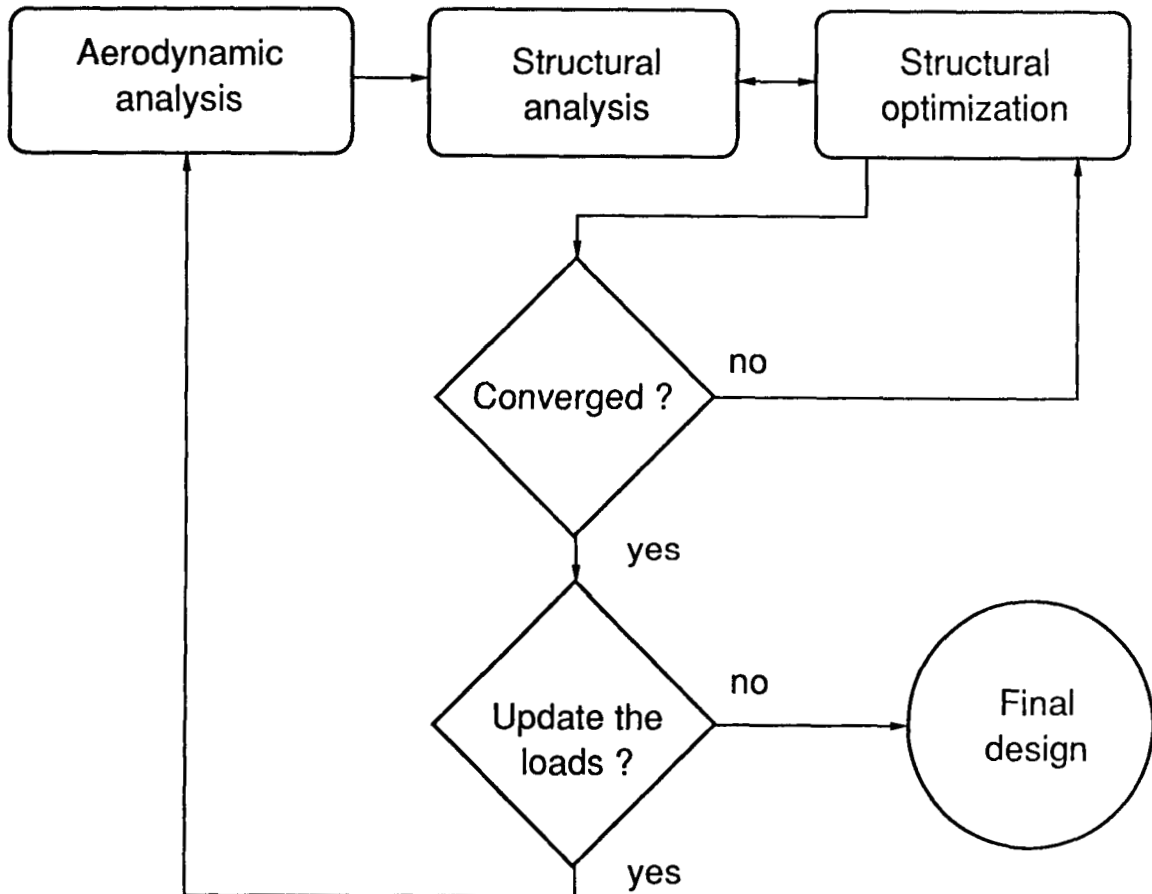 Aerodynamic
analysis
Structural
analysis
Structural
optimization
Converged ?
no
yes
Update the
loads ?
no
Final
design
yes